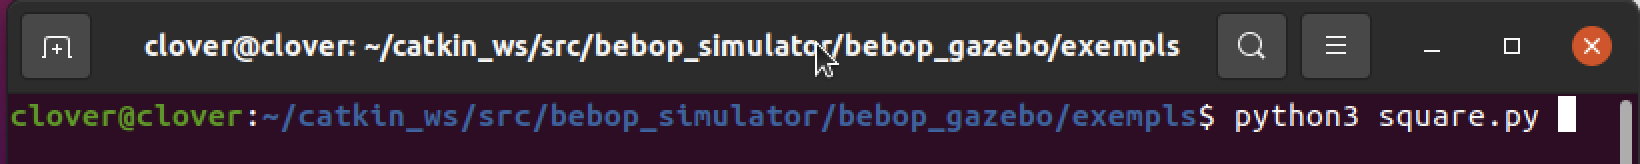 clover@clover: ~/catkin_ws/src/bebop_simulator/bebop_gazebo/exempls
clover@clover:~/catkin_ws/src/bebop_simulator/bebop_gazebo/exempls$ python3 square.py